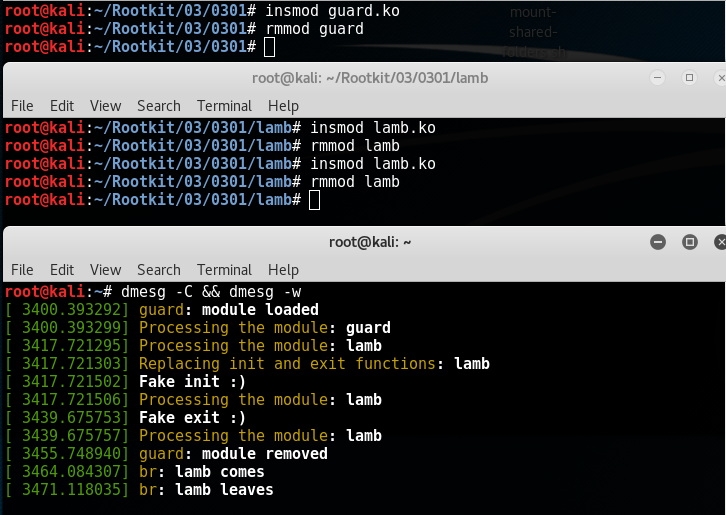 root@kali:~/Rootkit/03/0301# insmod guard.ko
root@kali:~/Rootkit/03/0301# rmmod guard
root@kali:~/Rootkit/03/0301#
mount-
shared-
root@kali: ~/Rootkit/03/0301/lamb
File Edit View Search Terminal Help
root@kali:~/Rootkit/03/0301/lamb# insmod lamb.ko
root@kali:~/Rootkit/03/0301/lamb# rmmod lamb
root@kali:~/Rootkit/03/0301/lamb# insmod lamb.ko
root@kali:~/Rootkit/03/0301/lamb# rmmod lamb
root@kali:~/Rootkit/03/0301/lamb#
root@kali: ~
File Edit View Search Terminal Help
root@kali:~# dmesg -C && dmesg -w
[ 3400.393292] guard: module loaded
[ 3400.393299] Processing the module: guard
[ 3417.721295] Processing the module: lamb
[ 3417.721303] Replacing init and exit functions: lamb
[ 3417.721502] Fake init :)
[ 3417.721506] Processing the module: lamb
[ 3439.675753] Fake exit :)
[ 3439.675757] Processing the module: lamb
[ 3455.748940] guard: module removed
[ 3464.084307] br: lamb comes
[ 3471.118035] br: lamb leaves